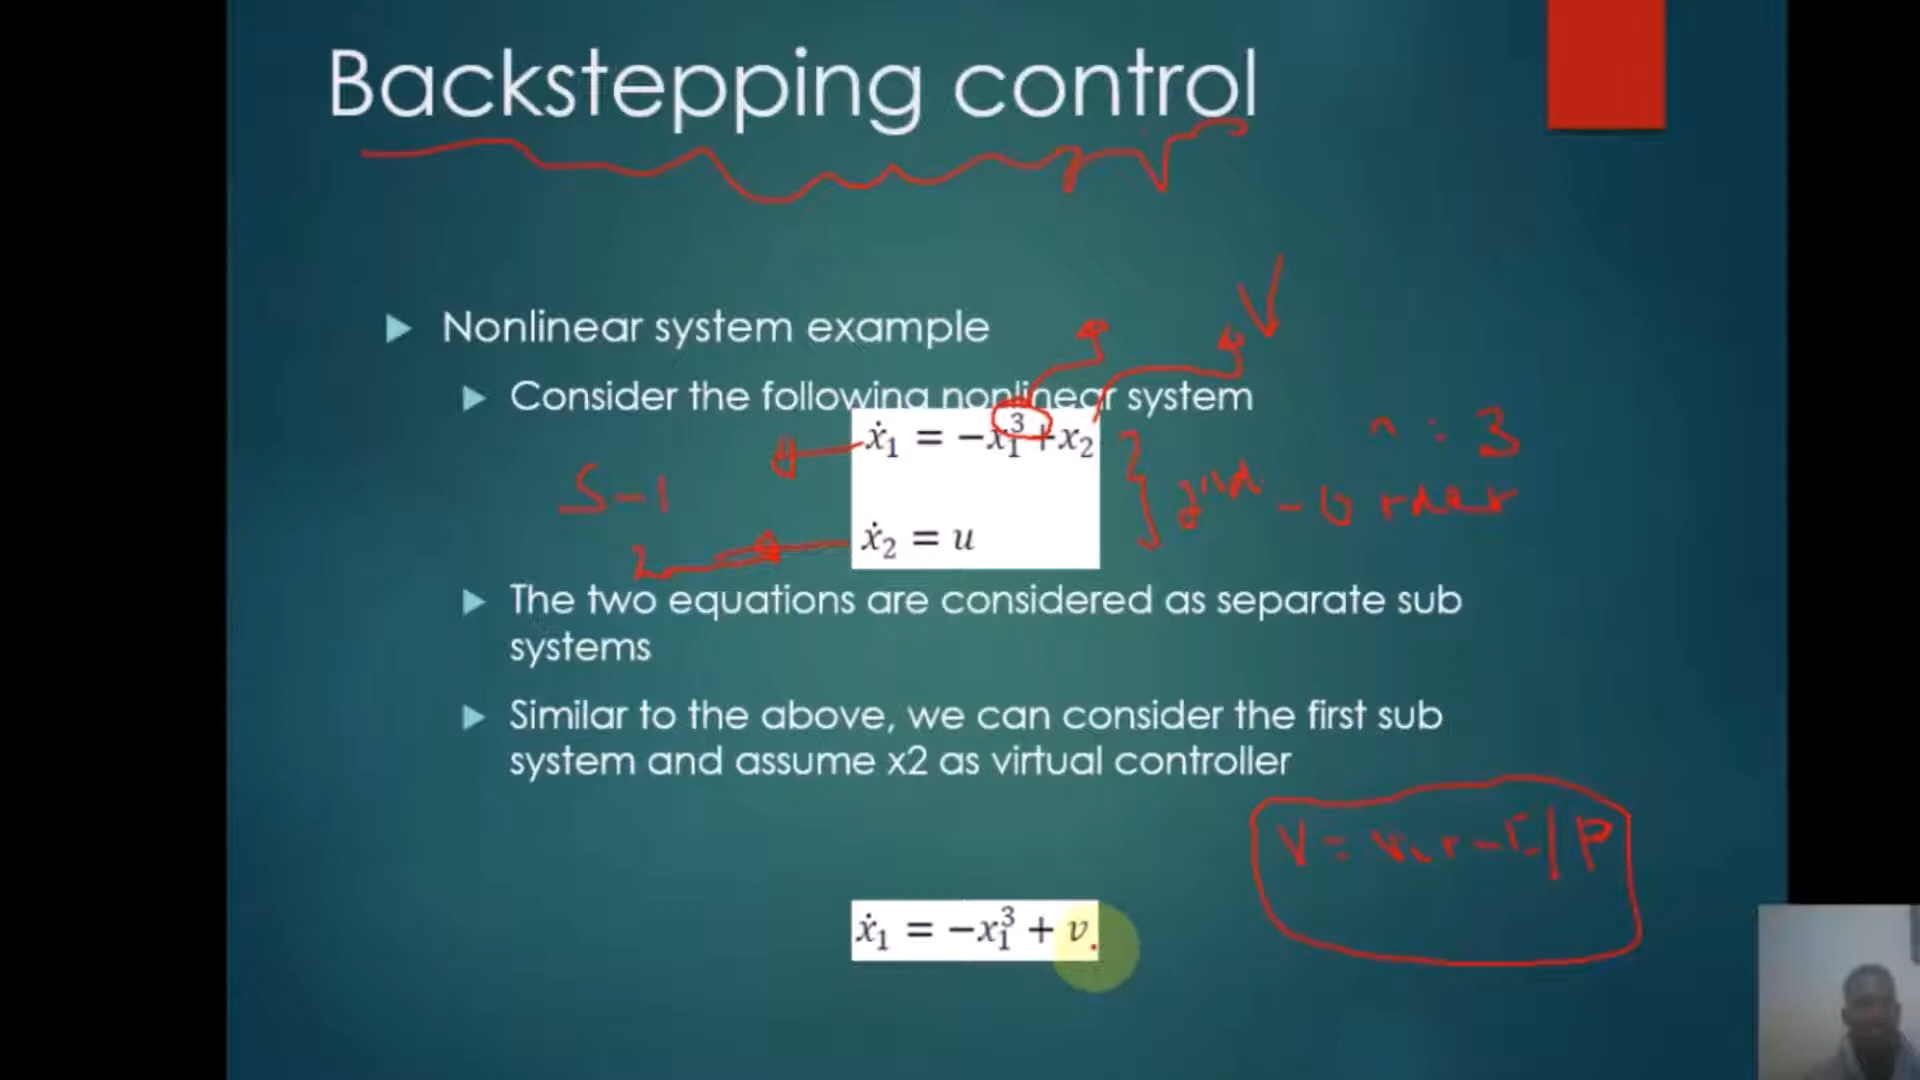 Backstepping control
Nonlinear system example
V
Consider the following nonlinear system
ẋ₁ = −x₁³+x₂
n = 3
S-1
2nd - order
ẋ₂ = u
2
The two equations are considered as separate sub
systems
Similar to the above, we can consider the first sub
system and assume x2 as virtual controller
V =
ẋ₁ = −x₁³ + v